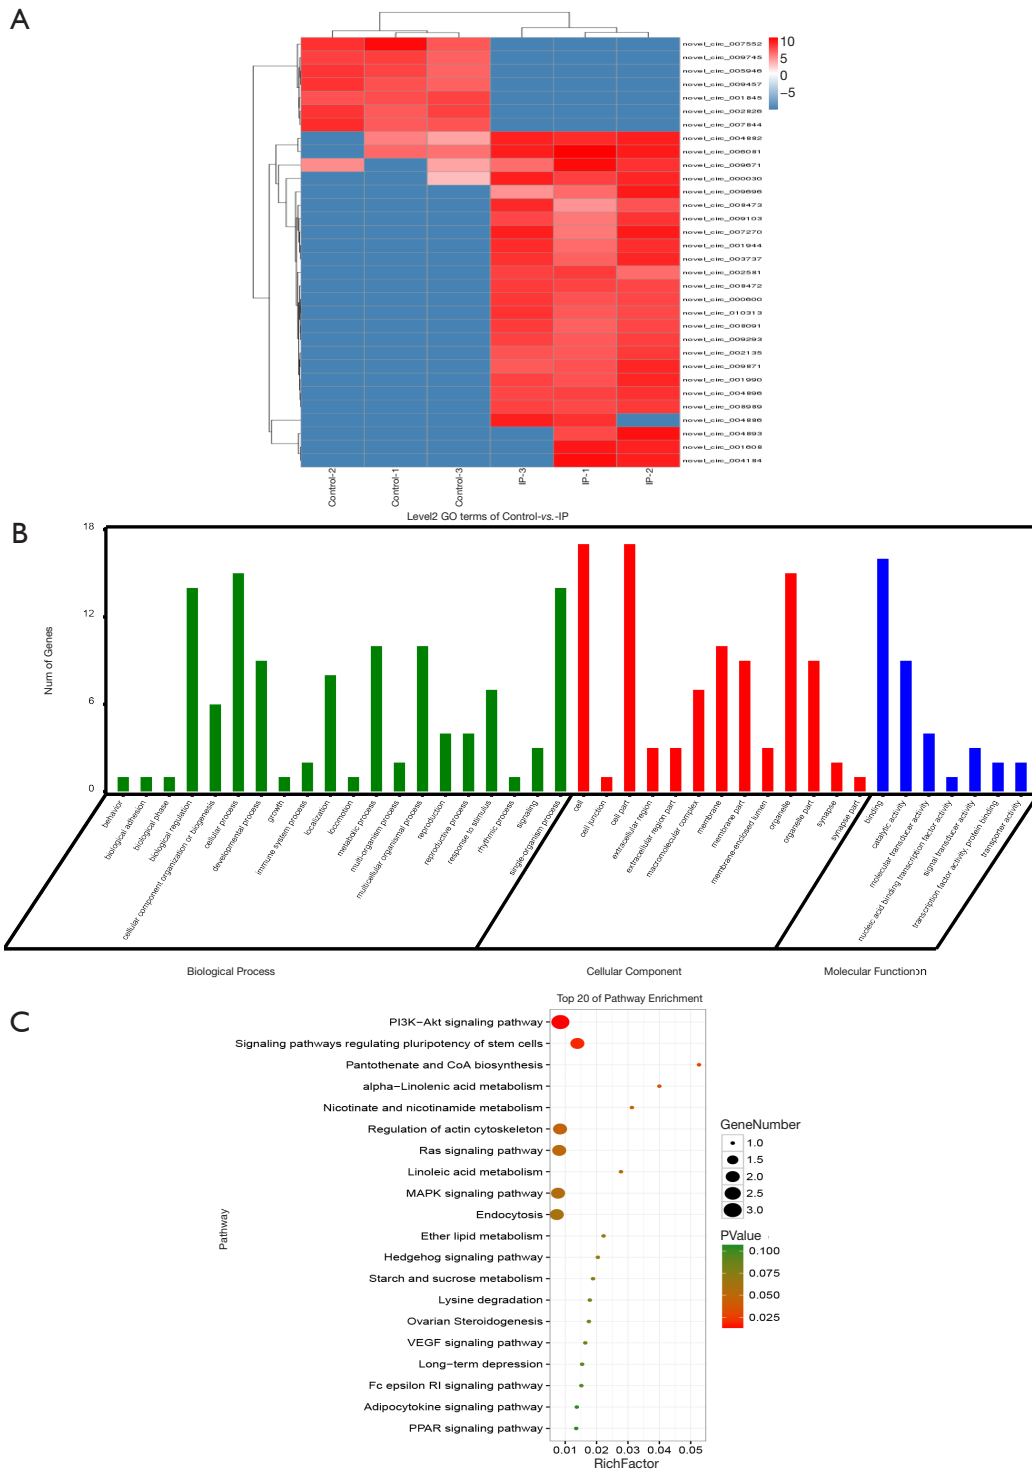 A
10
5
0
−5
novel_circ_007552
novel_circ_009745
novel_circ_005946
novel_circ_009457
novel_circ_001845
novel_circ_002826
novel_circ_007844
novel_circ_004882
novel_circ_006081
novel_circ_009671
novel_circ_000030
novel_circ_009696
novel_circ_008473
novel_circ_009103
novel_circ_007270
novel_circ_001944
novel_circ_003737
novel_circ_002581
novel_circ_008472
novel_circ_000600
novel_circ_010313
novel_circ_008091
novel_circ_009293
novel_circ_002135
novel_circ_009871
novel_circ_001990
novel_circ_004896
novel_circ_008989
novel_circ_004886
novel_circ_004893
novel_circ_001608
novel_circ_004184
Control-2
Control-1
Control-3
IP-3
IP-1
IP-2
B
Level2 GO terms of Control-vs.-IP
Num of Genes
18
12
6
0
behavior
biological adhesion
biological phase
biological regulation
cellular component organization or biogenesis
cellular process
developmental process
growth
immune system process
localization
locomotion
metabolic process
multi-organism process
multicellular organismal process
reproduction
reproductive process
response to stimulus
rhythmic process
signaling
single-organism process
cell
cell junction
cell part
extracellular region
extracellular region part
macromolecular complex
membrane
membrane part
membrane-enclosed lumen
organelle
organelle part
synapse
synapse part
binding
catalytic activity
molecular transducer activity
nucleic acid binding transcription factor activity
signal transducer activity
transcription factor activity, protein binding
transporter activity
Biological Process
Cellular Component
Molecular Functionon
C
Top 20 of Pathway Enrichment
Pathway
PI3K−Akt signaling pathway
Signaling pathways regulating pluripotency of stem cells
Pantothenate and CoA biosynthesis
alpha−Linolenic acid metabolism
Nicotinate and nicotinamide metabolism
Regulation of actin cytoskeleton
Ras signaling pathway
Linoleic acid metabolism
MAPK signaling pathway
Endocytosis
Ether lipid metabolism
Hedgehog signaling pathway
Starch and sucrose metabolism
Lysine degradation
Ovarian Steroidogenesis
VEGF signaling pathway
Long−term depression
Fc epsilon RI signaling pathway
Adipocytokine signaling pathway
PPAR signaling pathway
0.01 0.02 0.03 0.04 0.05
RichFactor
GeneNumber
1.0
1.5
2.0
2.5
3.0
PValue
0.100
0.075
0.050
0.025